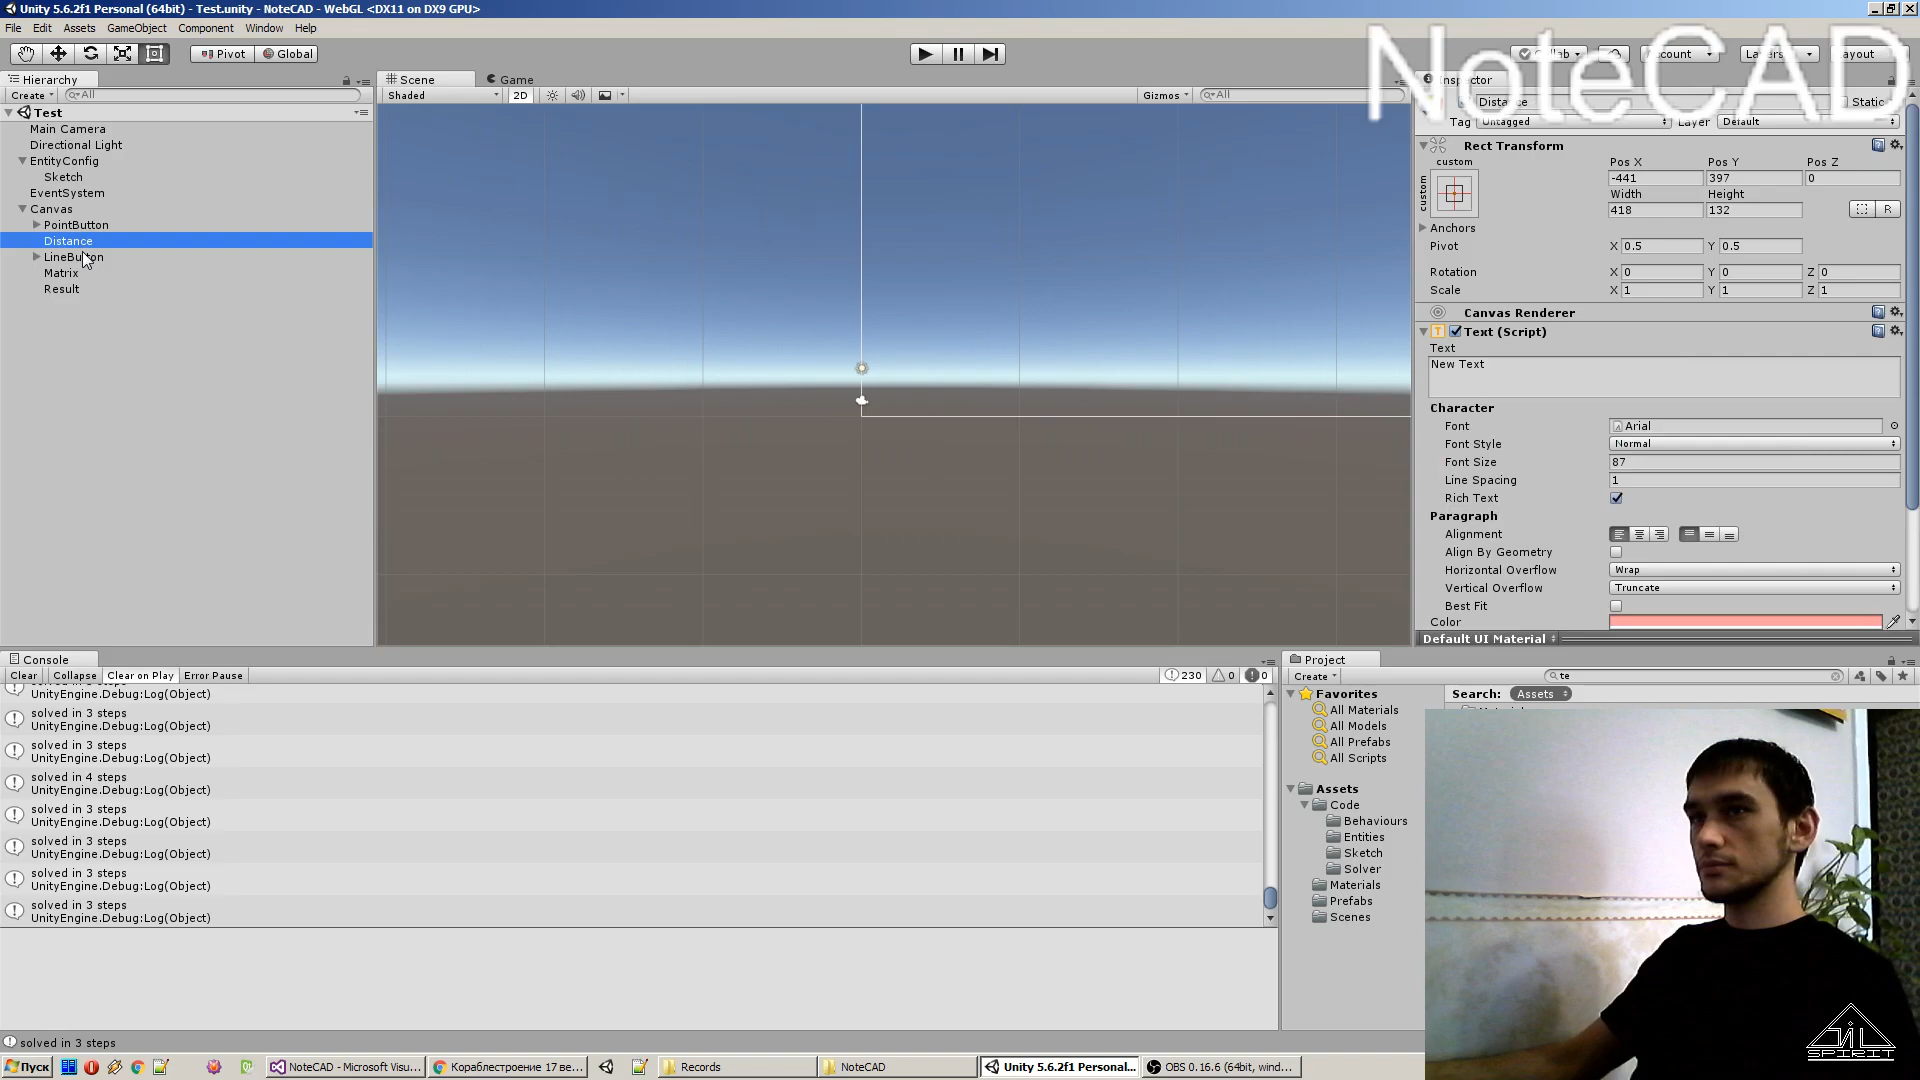 Unity 5.6.2f1 Personal (64bit) - Test.unity - NoteCAD - WebGL <DX11 on DX9 GPU>
File Edit Assets GameObject Component Window Help
Pivot Global
Account Layers Layout
NoteCAD
Hierarchy
Create All
Test
Main Camera
Directional Light
EntityConfig
Sketch
EventSystem
Canvas
PointButton
Distance
LineButton
Matrix
Result
Scene Game
Shaded 2D Gizmos All
Inspector
Distance Static
Tag Untagged Layer Default
Rect Transform
custom Pos X Pos Y Pos Z
custom -441 397 0
Width Height
418 132 R
Anchors
Pivot X 0.5 Y 0.5
Rotation X 0 Y 0 Z 0
Scale X 1 Y 1 Z 1
Canvas Renderer
Text (Script)
Text
New Text
Character
Font Arial
Font Style Normal
Font Size 87
Line Spacing 1
Rich Text
Paragraph
Alignment
Align By Geometry
Horizontal Overflow Wrap
Vertical Overflow Truncate
Best Fit
Color
Default UI Material
Console
Clear Collapse Clear on Play Error Pause 230 0 0
UnityEngine.Debug:Log(Object)
solved in 3 steps
UnityEngine.Debug:Log(Object)
solved in 3 steps
UnityEngine.Debug:Log(Object)
solved in 4 steps
UnityEngine.Debug:Log(Object)
solved in 3 steps
UnityEngine.Debug:Log(Object)
solved in 3 steps
UnityEngine.Debug:Log(Object)
solved in 3 steps
UnityEngine.Debug:Log(Object)
solved in 3 steps
UnityEngine.Debug:Log(Object)
solved in 3 steps
Project
Create te
Search: Assets
Favorites
All Materials
All Models
All Prefabs
All Scripts
Assets
Code
Behaviours
Entities
Sketch
Solver
Materials
Prefabs
Scenes
SPIRIT
Пуск NoteCAD - Microsoft Visu... Кораблестроение 17 ве... Records NoteCAD Unity 5.6.2f1 Personal... OBS 0.16.6 (64bit, wind...